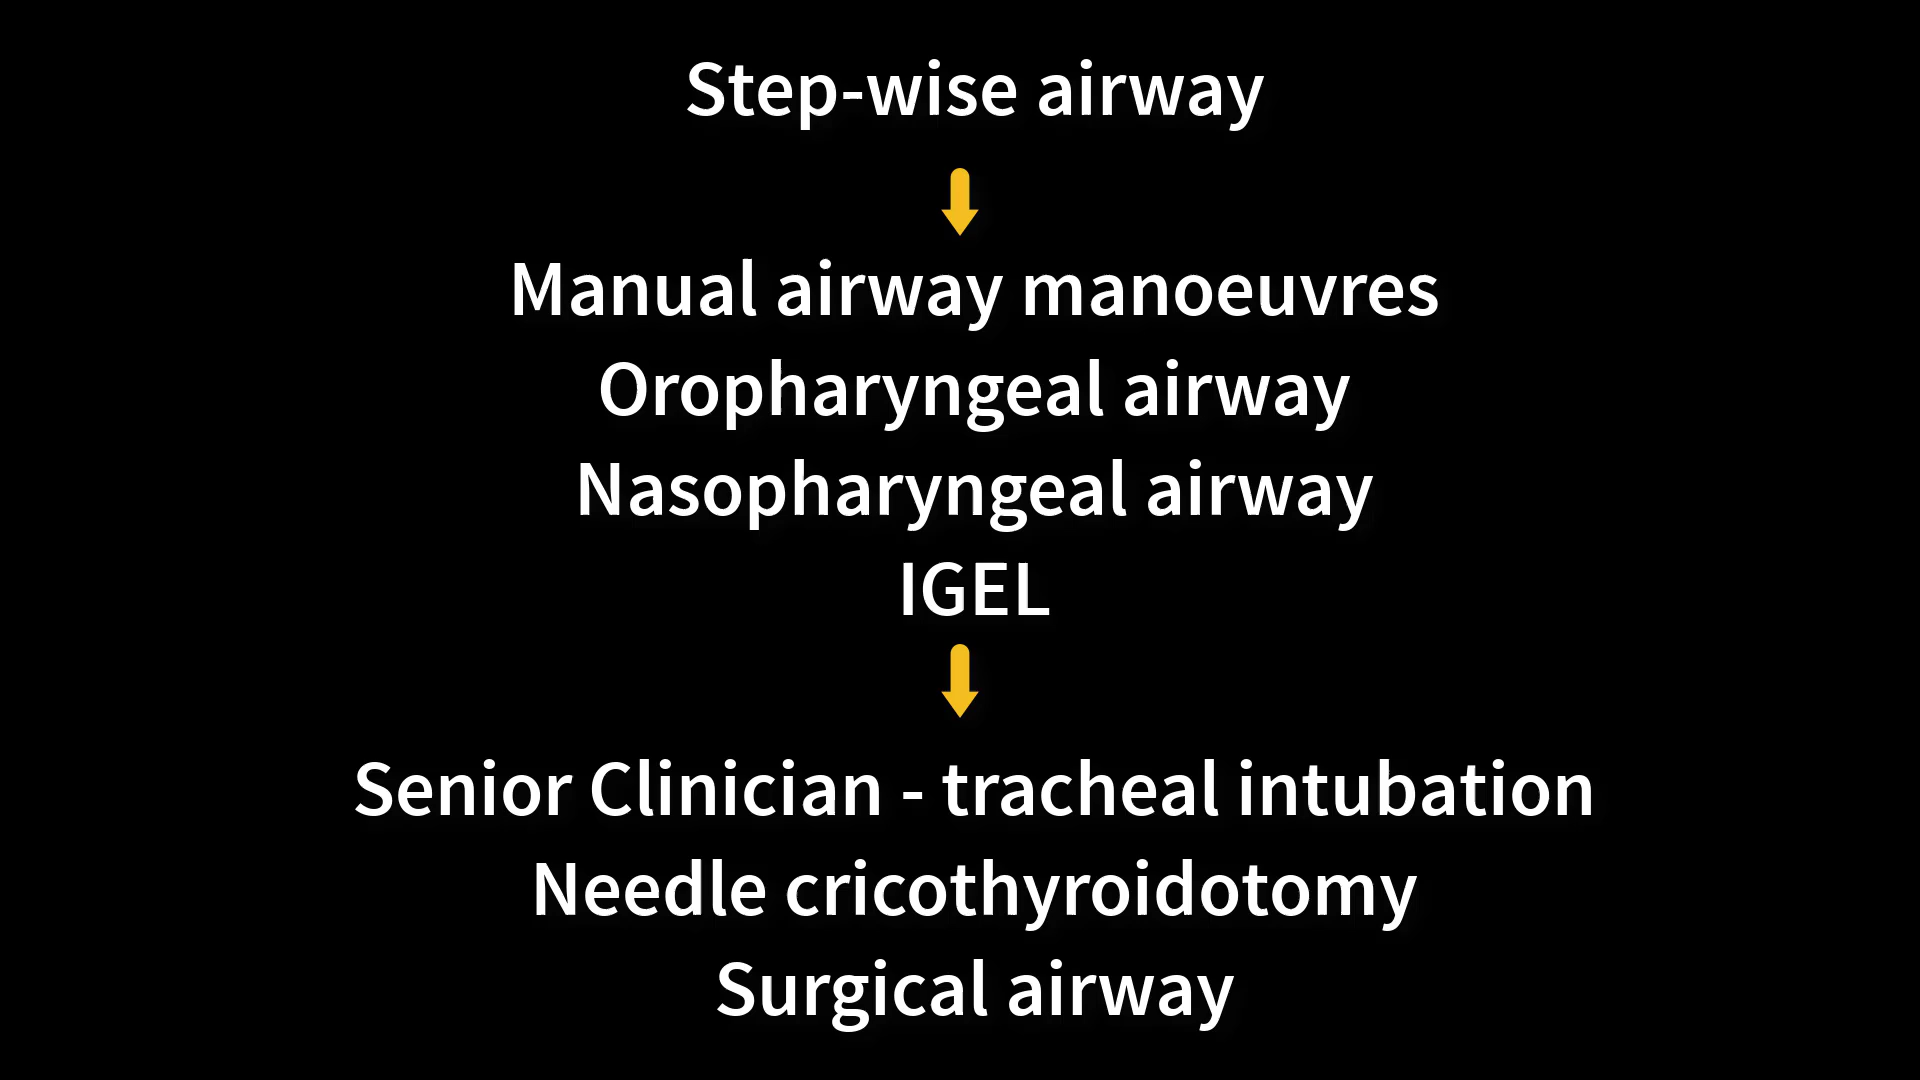 Step-wise airway
Manual airway manoeuvres
Oropharyngeal airway
Nasopharyngeal airway
IGEL
Senior Clinician - tracheal intubation
Needle cricothyroidotomy
Surgical airway